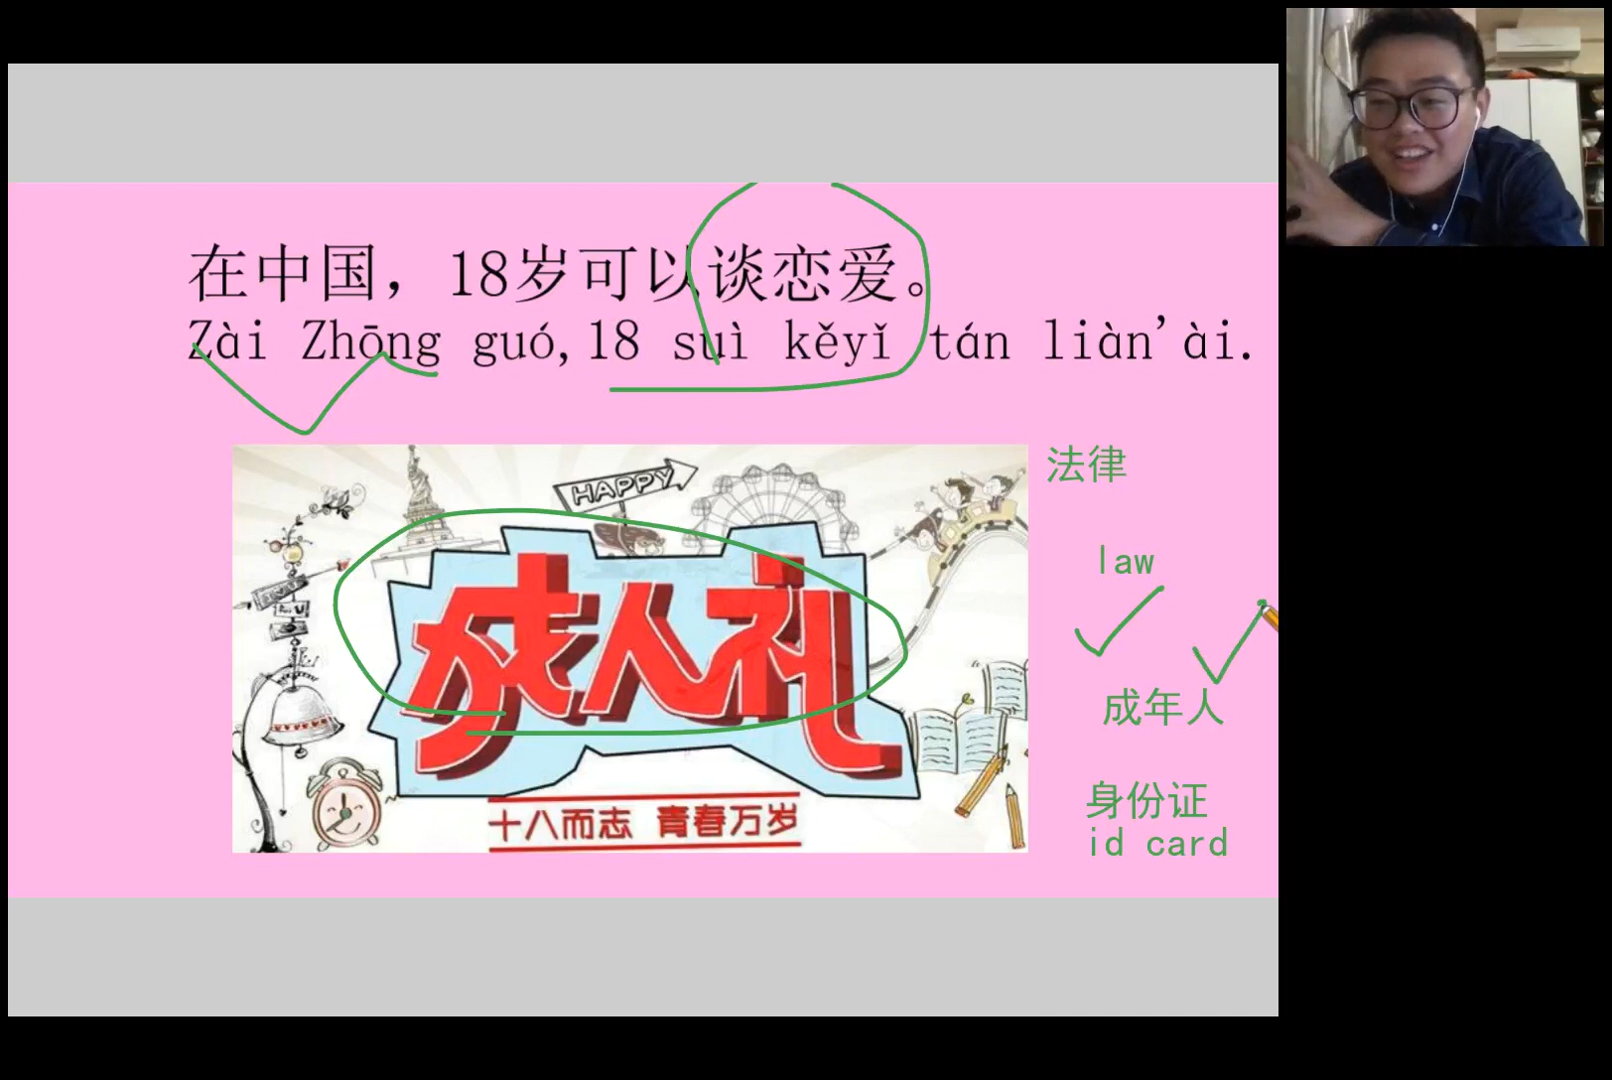 在中国，18岁可以谈恋爱。
Zài Zhōng guó,18 suì kěyǐ tán liàn’ài.
法律
law
成年人
身份证
id card
HAPPY
成人礼
十八而志 青春万岁